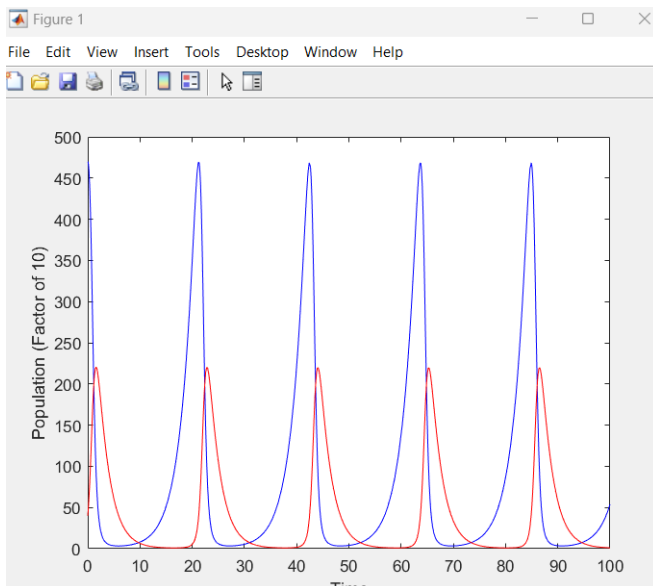 Figure 1
File Edit View Insert Tools Desktop Window Help
500
450
400
350
300
250
200
150
100
50
0
Population (Factor of 10)
0 10 20 30 40 50 60 70 80 90 100